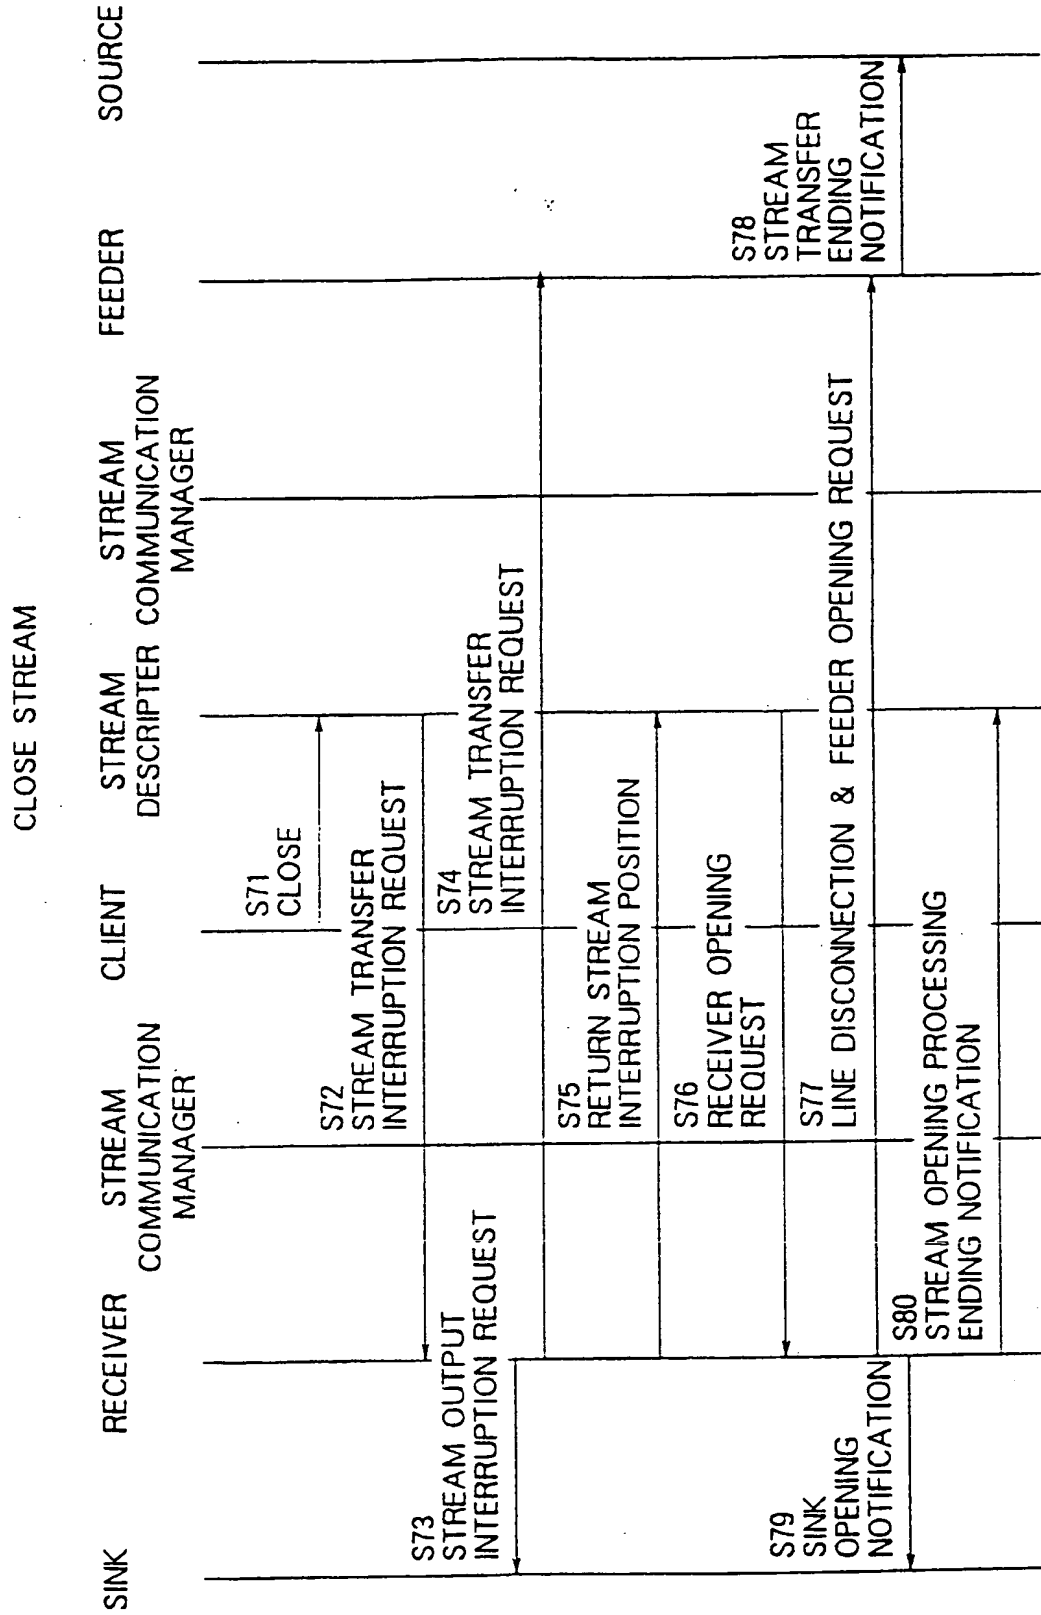 CLOSE STREAM
SINK
RECEIVER
STREAM
COMMUNICATION
MANAGER
CLIENT
STREAM
DESCRIPTER
STREAM
COMMUNICATION
MANAGER
FEEDER
SOURCE
S71
CLOSE
S72
STREAM TRANSFER
INTERRUPTION REQUEST
S73
STREAM OUTPUT
INTERRUPTION REQUEST
S74
STREAM TRANSFER
INTERRUPTION REQUEST
S75
RETURN STREAM
INTERRUPTION POSITION
S76
RECEIVER OPENING
REQUEST
S77
LINE DISCONNECTION & FEEDER OPENING REQUEST
S78
STREAM
TRANSFER
ENDING
NOTIFICATION
S79
SINK
OPENING
NOTIFICATION
S80
STREAM OPENING PROCESSING
ENDING NOTIFICATION